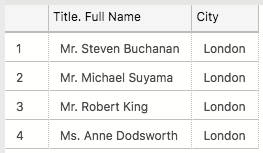 Title. Full Name City
1 Mr. Steven Buchanan London
2 Mr. Michael Suyama London
3 Mr. Robert King London
4 Ms. Anne Dodsworth London